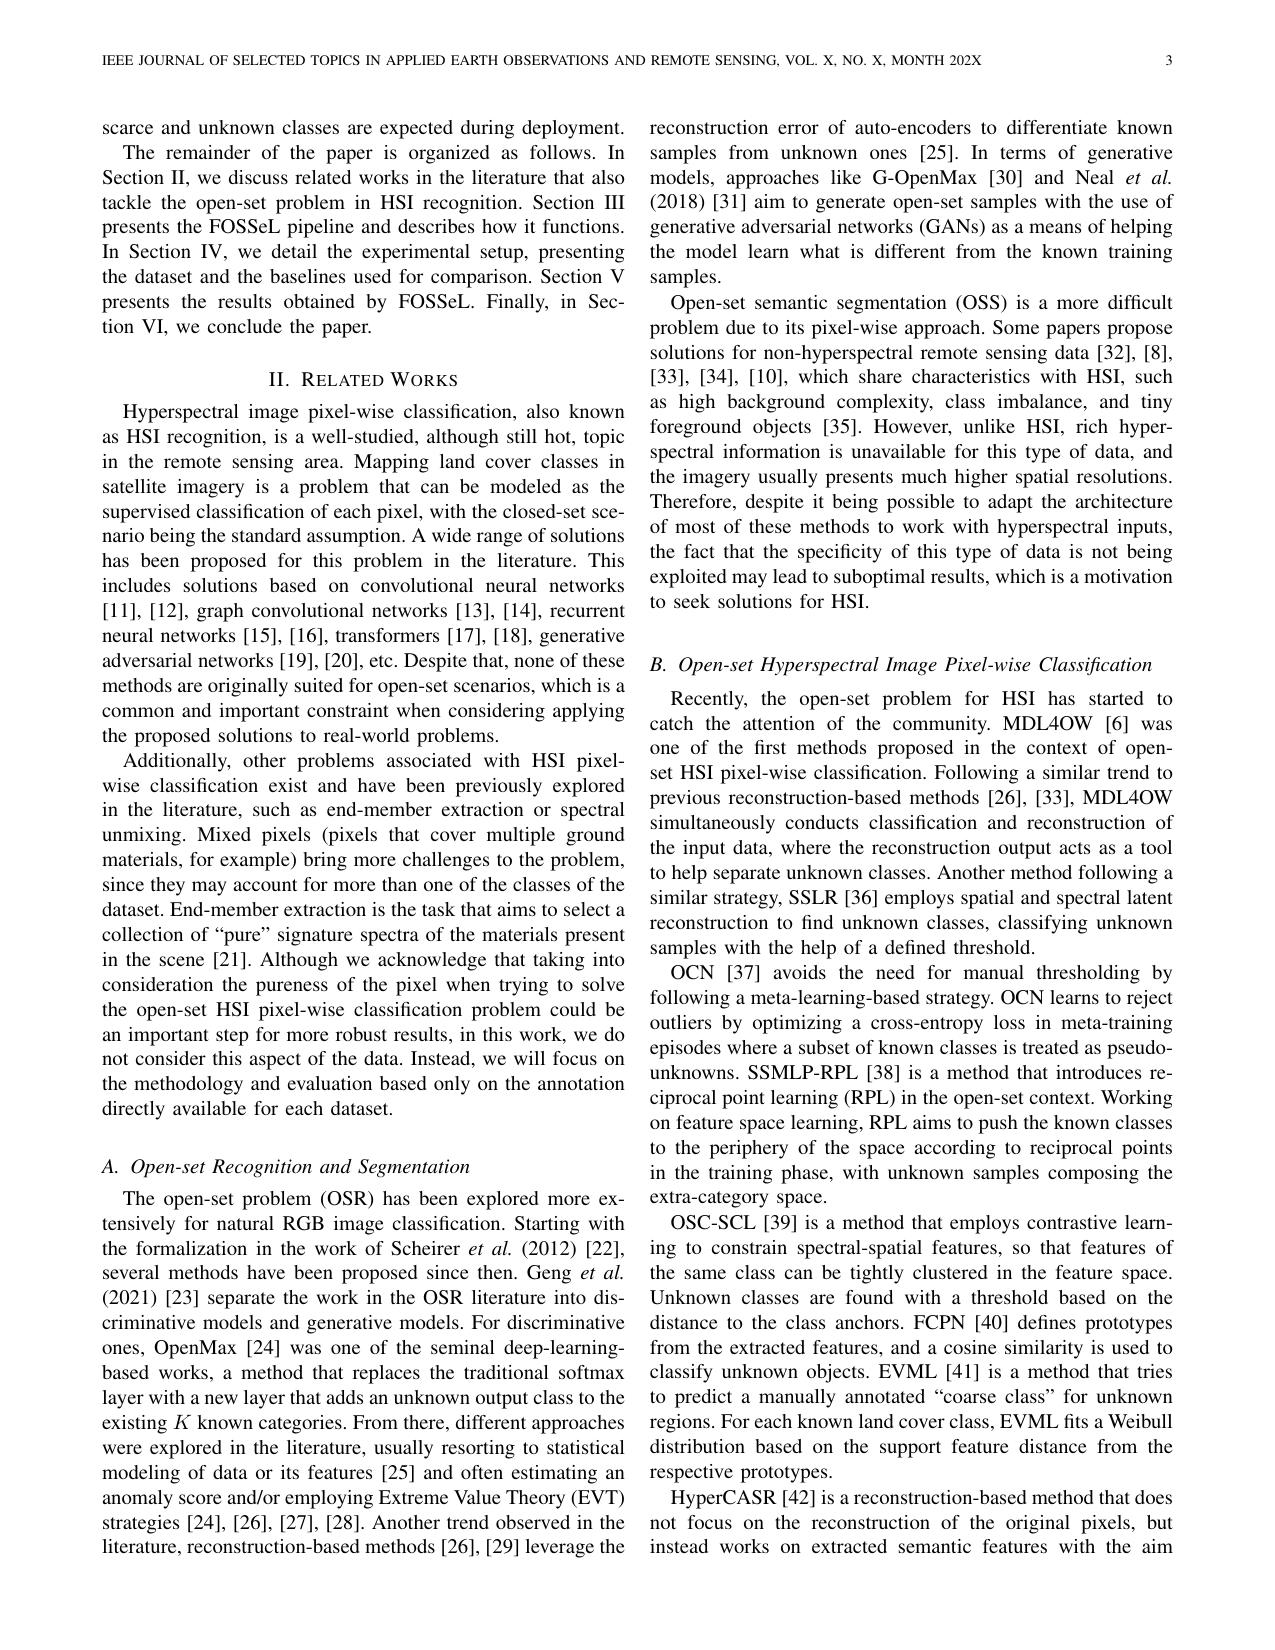 IEEE JOURNAL OF SELECTED TOPICS IN APPLIED EARTH OBSERVATIONS AND REMOTE SENSING, VOL. X, NO. X, MONTH 202X 3
scarce and unknown classes are expected during deployment.
The remainder of the paper is organized as follows. In
Section II, we discuss related works in the literature that also
tackle the open-set problem in HSI recognition. Section III
presents the FOSSeL pipeline and describes how it functions.
In Section IV, we detail the experimental setup, presenting
the dataset and the baselines used for comparison. Section V
presents the results obtained by FOSSeL. Finally, in Sec-
tion VI, we conclude the paper.
II. RELATED WORKS
Hyperspectral image pixel-wise classification, also known
as HSI recognition, is a well-studied, although still hot, topic
in the remote sensing area. Mapping land cover classes in
satellite imagery is a problem that can be modeled as the
supervised classification of each pixel, with the closed-set sce-
nario being the standard assumption. A wide range of solutions
has been proposed for this problem in the literature. This
includes solutions based on convolutional neural networks
[11], [12], graph convolutional networks [13], [14], recurrent
neural networks [15], [16], transformers [17], [18], generative
adversarial networks [19], [20], etc. Despite that, none of these
methods are originally suited for open-set scenarios, which is a
common and important constraint when considering applying
the proposed solutions to real-world problems.
Additionally, other problems associated with HSI pixel-
wise classification exist and have been previously explored
in the literature, such as end-member extraction or spectral
unmixing. Mixed pixels (pixels that cover multiple ground
materials, for example) bring more challenges to the problem,
since they may account for more than one of the classes of the
dataset. End-member extraction is the task that aims to select a
collection of “pure” signature spectra of the materials present
in the scene [21]. Although we acknowledge that taking into
consideration the pureness of the pixel when trying to solve
the open-set HSI pixel-wise classification problem could be
an important step for more robust results, in this work, we do
not consider this aspect of the data. Instead, we will focus on
the methodology and evaluation based only on the annotation
directly available for each dataset.
A. Open-set Recognition and Segmentation
The open-set problem (OSR) has been explored more ex-
tensively for natural RGB image classification. Starting with
the formalization in the work of Scheirer et al. (2012) [22],
several methods have been proposed since then. Geng et al.
(2021) [23] separate the work in the OSR literature into dis-
criminative models and generative models. For discriminative
ones, OpenMax [24] was one of the seminal deep-learning-
based works, a method that replaces the traditional softmax
layer with a new layer that adds an unknown output class to the
existing K known categories. From there, different approaches
were explored in the literature, usually resorting to statistical
modeling of data or its features [25] and often estimating an
anomaly score and/or employing Extreme Value Theory (EVT)
strategies [24], [26], [27], [28]. Another trend observed in the
literature, reconstruction-based methods [26], [29] leverage the
reconstruction error of auto-encoders to differentiate known
samples from unknown ones [25]. In terms of generative
models, approaches like G-OpenMax [30] and Neal et al.
(2018) [31] aim to generate open-set samples with the use of
generative adversarial networks (GANs) as a means of helping
the model learn what is different from the known training
samples.
Open-set semantic segmentation (OSS) is a more difficult
problem due to its pixel-wise approach. Some papers propose
solutions for non-hyperspectral remote sensing data [32], [8],
[33], [34], [10], which share characteristics with HSI, such
as high background complexity, class imbalance, and tiny
foreground objects [35]. However, unlike HSI, rich hyper-
spectral information is unavailable for this type of data, and
the imagery usually presents much higher spatial resolutions.
Therefore, despite it being possible to adapt the architecture
of most of these methods to work with hyperspectral inputs,
the fact that the specificity of this type of data is not being
exploited may lead to suboptimal results, which is a motivation
to seek solutions for HSI.
B. Open-set Hyperspectral Image Pixel-wise Classification
Recently, the open-set problem for HSI has started to
catch the attention of the community. MDL4OW [6] was
one of the first methods proposed in the context of open-
set HSI pixel-wise classification. Following a similar trend to
previous reconstruction-based methods [26], [33], MDL4OW
simultaneously conducts classification and reconstruction of
the input data, where the reconstruction output acts as a tool
to help separate unknown classes. Another method following a
similar strategy, SSLR [36] employs spatial and spectral latent
reconstruction to find unknown classes, classifying unknown
samples with the help of a defined threshold.
OCN [37] avoids the need for manual thresholding by
following a meta-learning-based strategy. OCN learns to reject
outliers by optimizing a cross-entropy loss in meta-training
episodes where a subset of known classes is treated as pseudo-
unknowns. SSMLP-RPL [38] is a method that introduces re-
ciprocal point learning (RPL) in the open-set context. Working
on feature space learning, RPL aims to push the known classes
to the periphery of the space according to reciprocal points
in the training phase, with unknown samples composing the
extra-category space.
OSC-SCL [39] is a method that employs contrastive learn-
ing to constrain spectral-spatial features, so that features of
the same class can be tightly clustered in the feature space.
Unknown classes are found with a threshold based on the
distance to the class anchors. FCPN [40] defines prototypes
from the extracted features, and a cosine similarity is used to
classify unknown objects. EVML [41] is a method that tries
to predict a manually annotated “coarse class” for unknown
regions. For each known land cover class, EVML fits a Weibull
distribution based on the support feature distance from the
respective prototypes.
HyperCASR [42] is a reconstruction-based method that does
not focus on the reconstruction of the original pixels, but
instead works on extracted semantic features with the aim